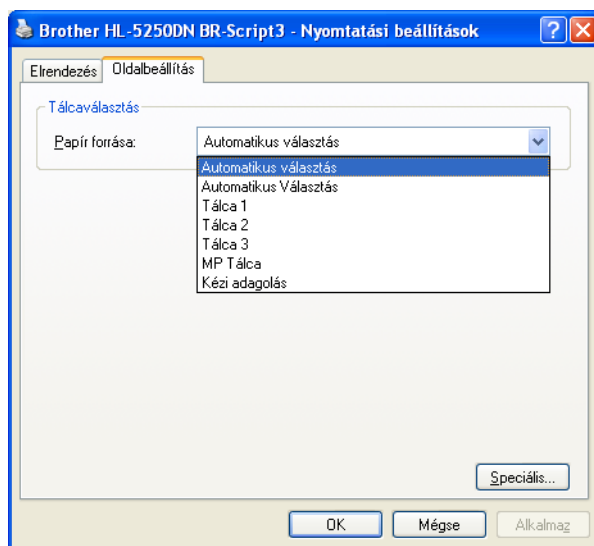 Brother HL-5250DN BR-Script3 - Nyomtatási beállítások
Elrendezés Oldalbeállítás
Tálcaválasztás
Papír forrása: Automatikus választás
Automatikus választás
Automatikus Választás
Tálca 1
Tálca 2
Tálca 3
MP Tálca
Kézi adagolás
Speciális...
OK Mégse Alkalmaz